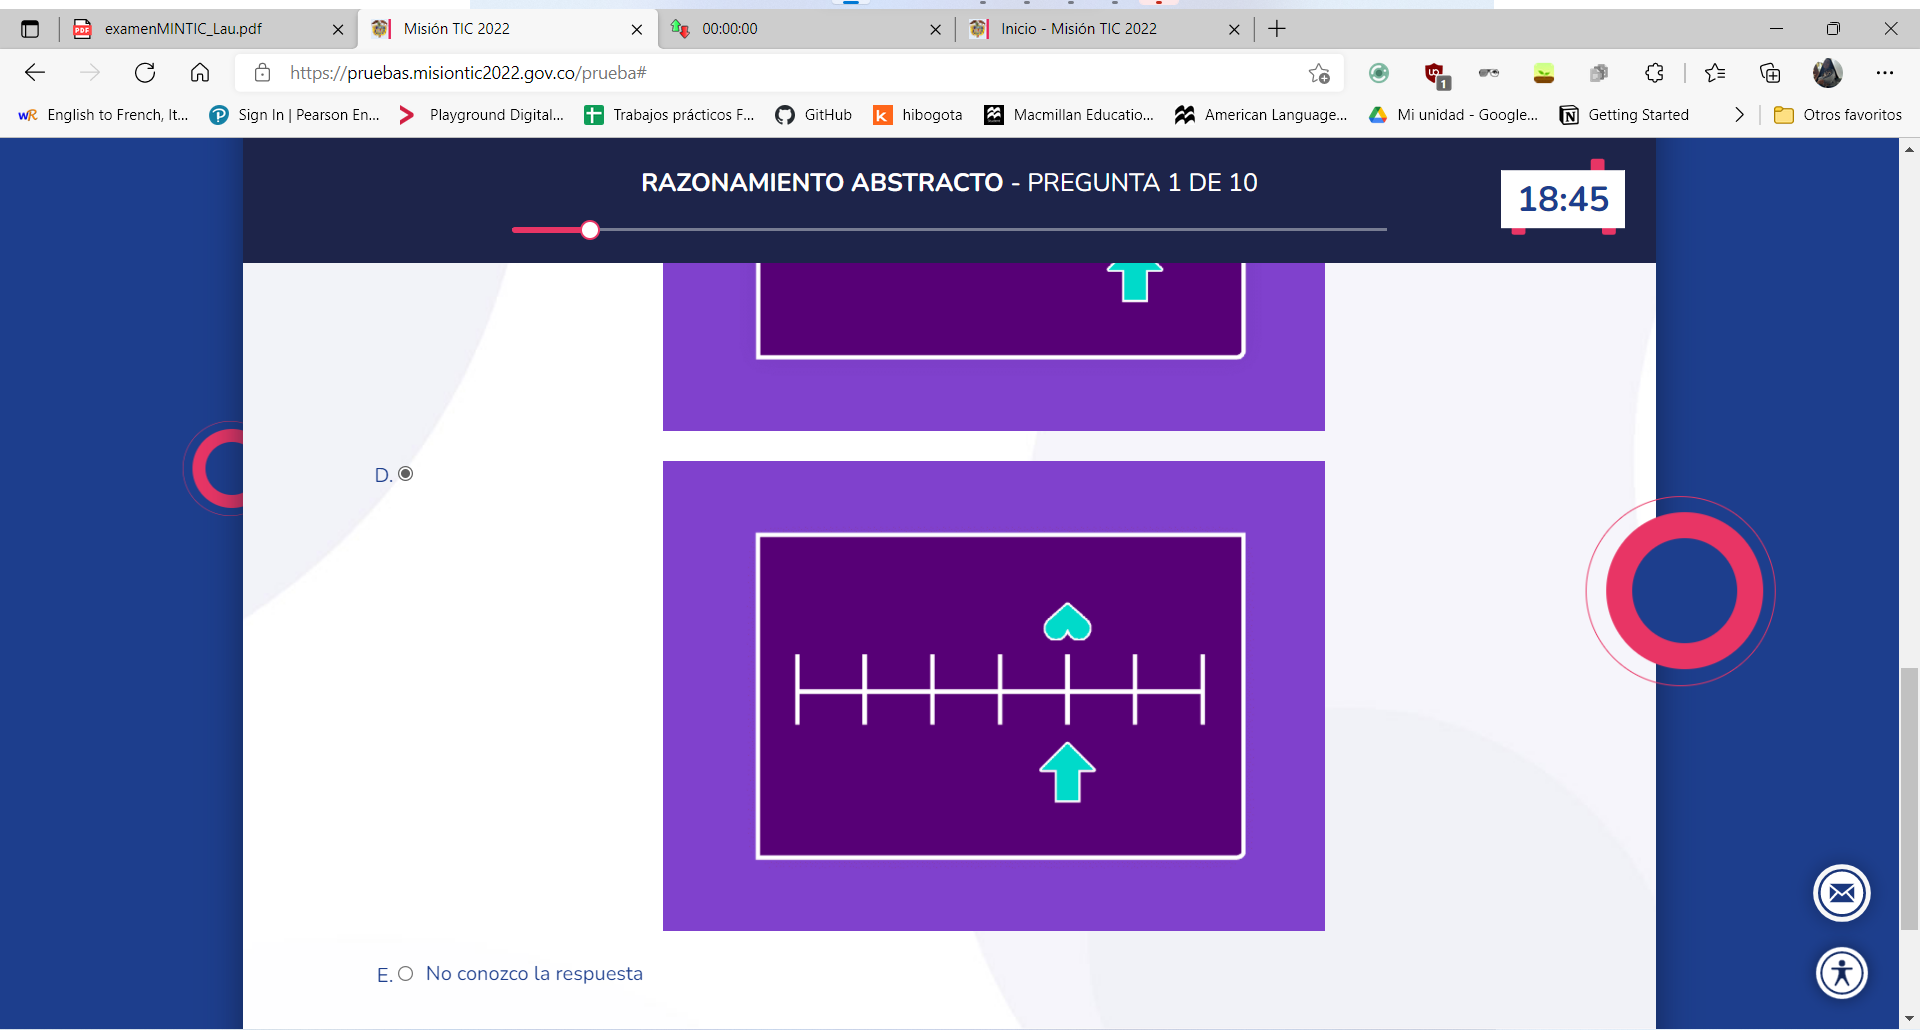 examenMINTIC_Lau.pdf
Misión TIC 2022
00:00:00
Inicio - Misión TIC 2022
https://pruebas.misiontic2022.gov.co/prueba#
1
English to French, It...
Sign In | Pearson En...
Playground Digital...
Trabajos prácticos F...
GitHub
hibogota
Macmillan Educatio...
American Language...
Mi unidad - Google...
Getting Started
Otros favoritos
RAZONAMIENTO ABSTRACTO - PREGUNTA 1 DE 10
18:45
D.
E. No conozco la respuesta